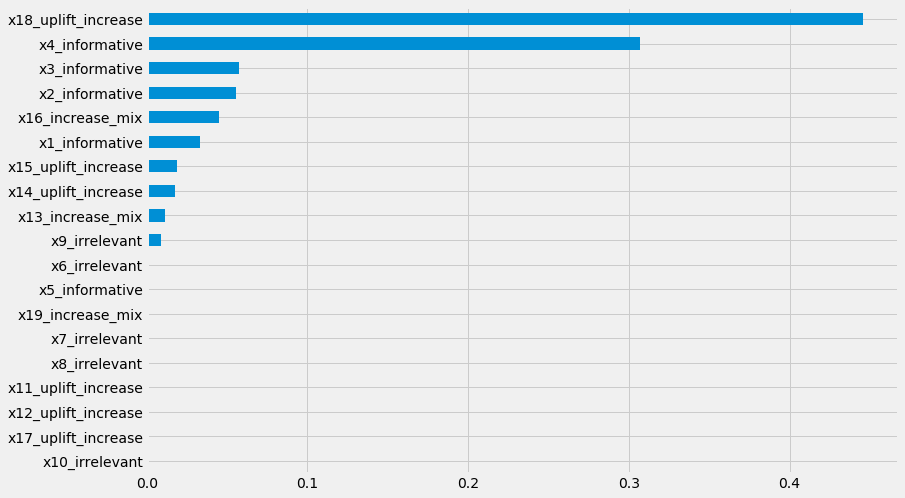 x18_uplift_increase
x4_informative
x3_informative
x2_informative
x16_increase_mix
x1_informative
x15_uplift_increase
x14_uplift_increase
x13_increase_mix
x9_irrelevant
x6_irrelevant
x5_informative
x19_increase_mix
x7_irrelevant
x8_irrelevant
x11_uplift_increase
x12_uplift_increase
x17_uplift_increase
x10_irrelevant
0.0 0.1 0.2 0.3 0.4